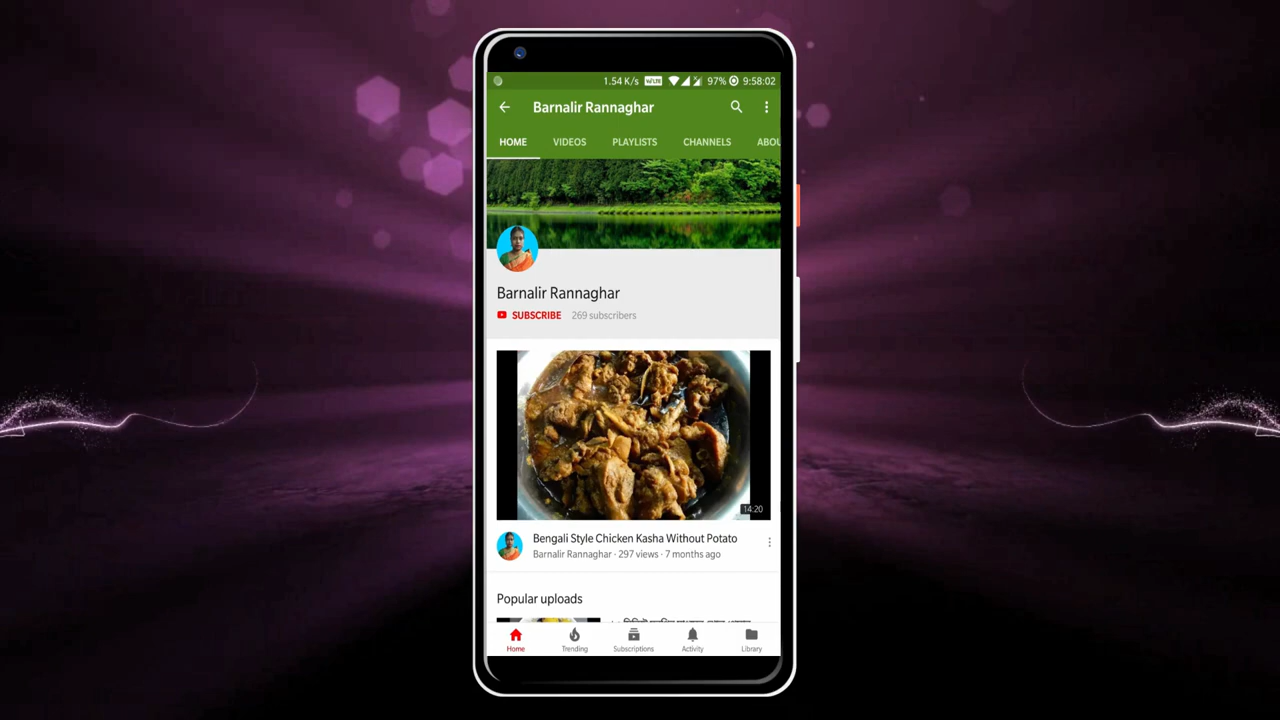 1.54 K/s VoLTE 97% 9:58:02
Barnalir Rannaghar
HOME VIDEOS PLAYLISTS CHANNELS ABOU
Barnalir Rannaghar
SUBSCRIBE 269 subscribers
14:20
Bengali Style Chicken Kasha Without Potato
Barnalir Rannaghar · 297 views · 7 months ago
Popular uploads
Home Trending Subscriptions Activity Library